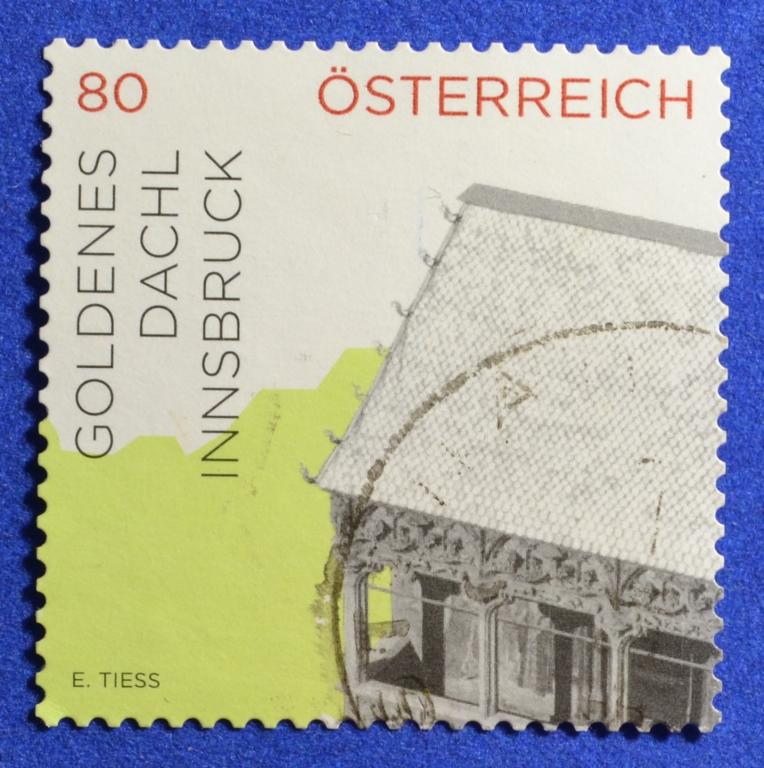 80
ÖSTERREICH
GOLDENES
DACHL
INNSBRUCK
E. TIESS